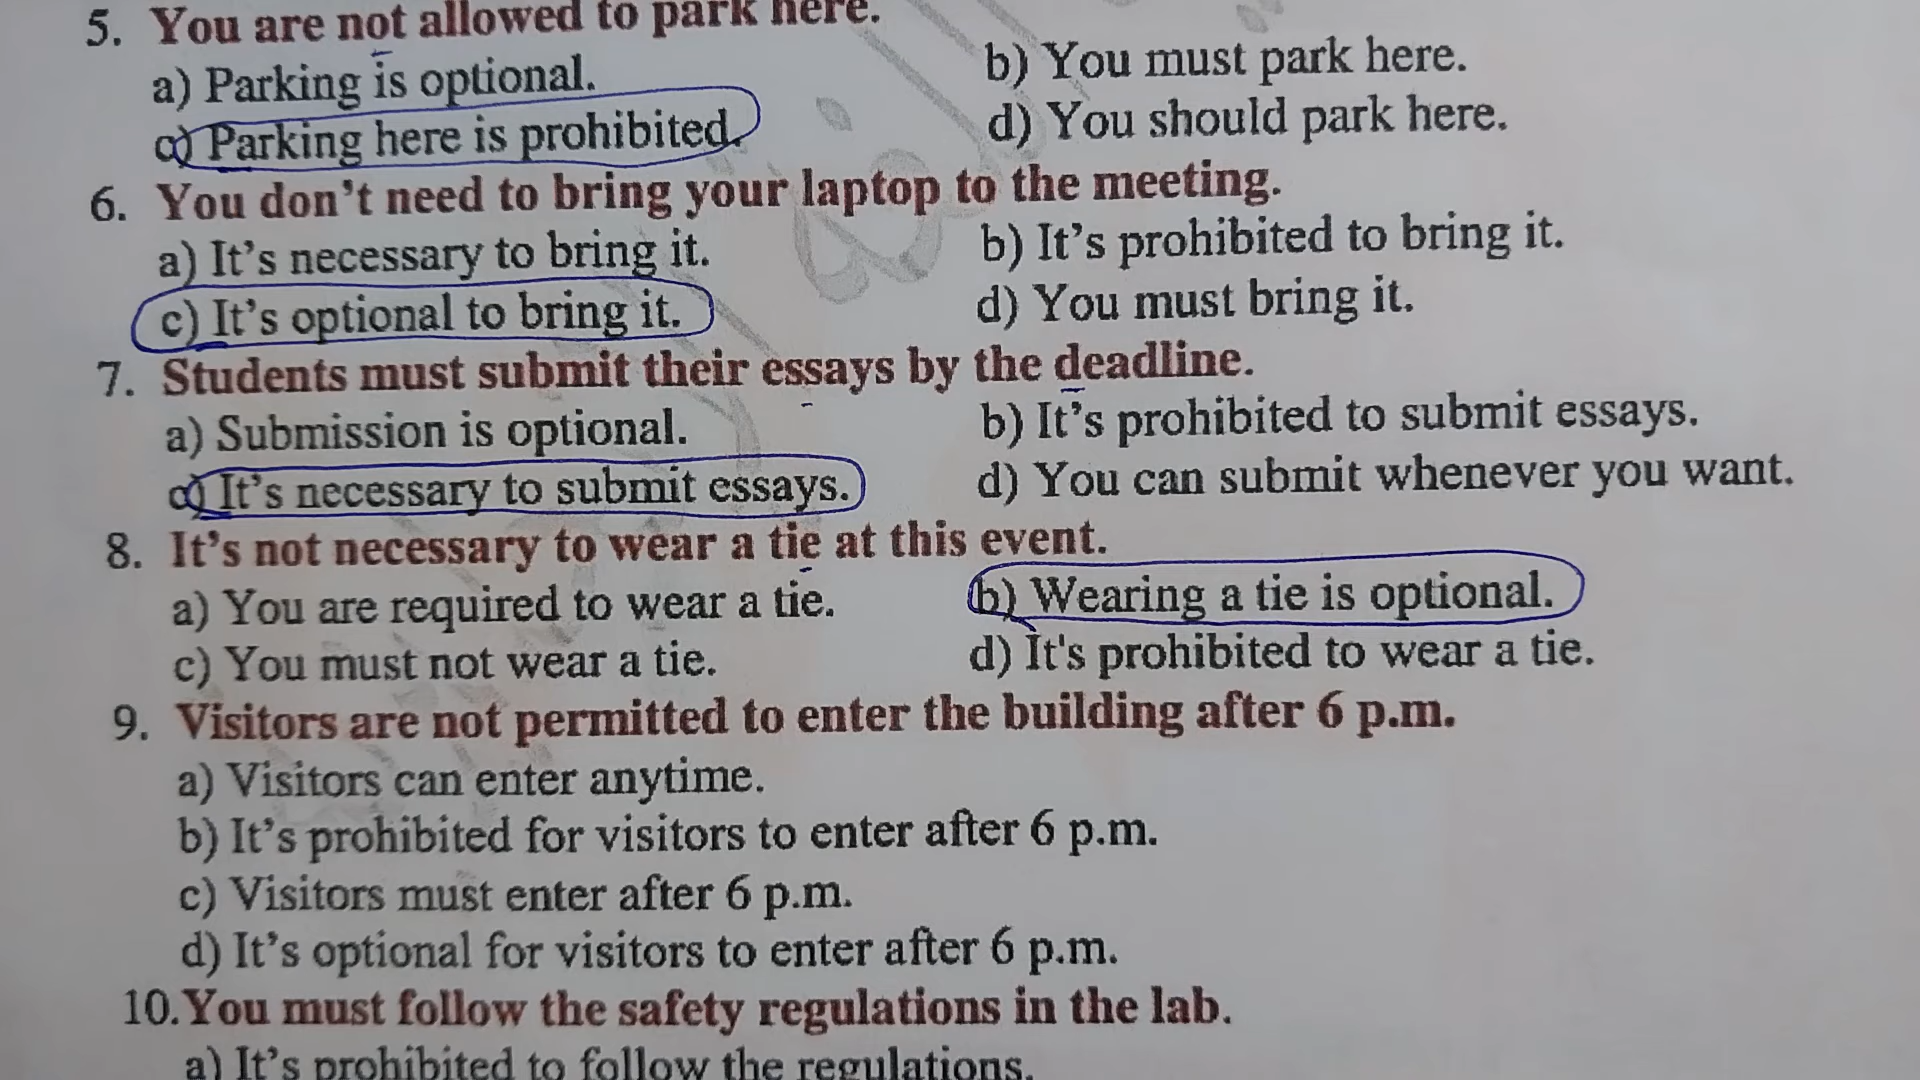 5. You are not allowed to park here.
a) Parking is optional. b) You must park here.
c) Parking here is prohibited. d) You should park here.
6. You don't need to bring your laptop to the meeting.
a) It's necessary to bring it. b) It's prohibited to bring it.
c) It's optional to bring it. d) You must bring it.
7. Students must submit their essays by the deadline.
a) Submission is optional. b) It's prohibited to submit essays.
c) It's necessary to submit essays. d) You can submit whenever you want.
8. It's not necessary to wear a tie at this event.
a) You are required to wear a tie. b) Wearing a tie is optional.
c) You must not wear a tie. d) It's prohibited to wear a tie.
9. Visitors are not permitted to enter the building after 6 p.m.
a) Visitors can enter anytime.
b) It's prohibited for visitors to enter after 6 p.m.
c) Visitors must enter after 6 p.m.
d) It's optional for visitors to enter after 6 p.m.
10. You must follow the safety regulations in the lab.
a) It's prohibited to follow the regulations.